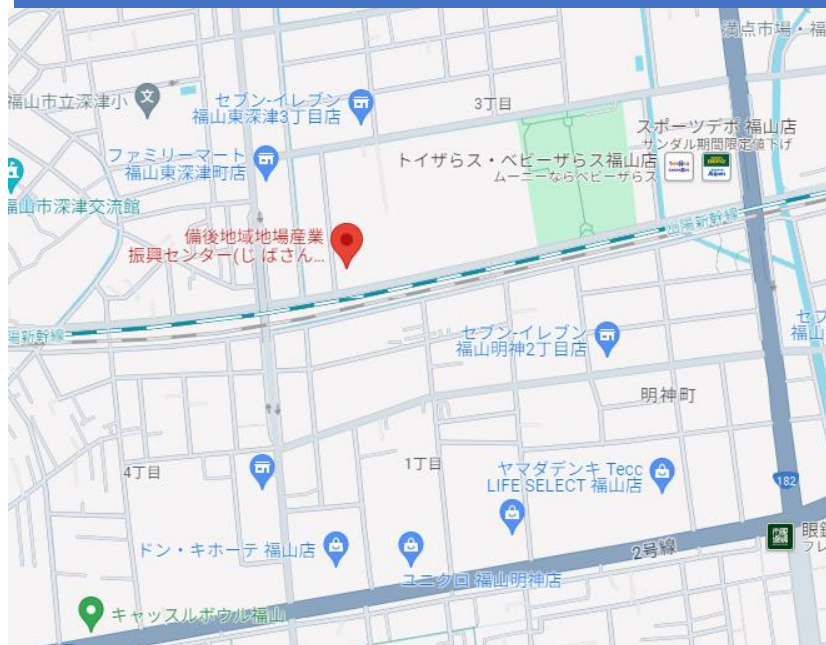 満点市場・福
福山市立深津小
文
セブン-イレブン
福山東深津3丁目店
3丁目
スポーツデポ 福山店
サンダル期間限定値下げ
ファミリーマート
福山東深津町店
トイザらス・ベビーザらス福山店
ムーニーならベビーザらス
福山市深津交流館
山陽新幹線
備後地域地場産業
振興センター(じばさん...
陽新幹線
セブン-イレブン
福山明神2丁目店
セブ
福山
明神町
4丁目
1丁目
ヤマダデンキ Tecc
LIFE SELECT 福山店
182
ドン・キホーテ 福山店
2号線
眼鏡
フレ
ユニクロ 福山明神店
キャッスルボウル福山